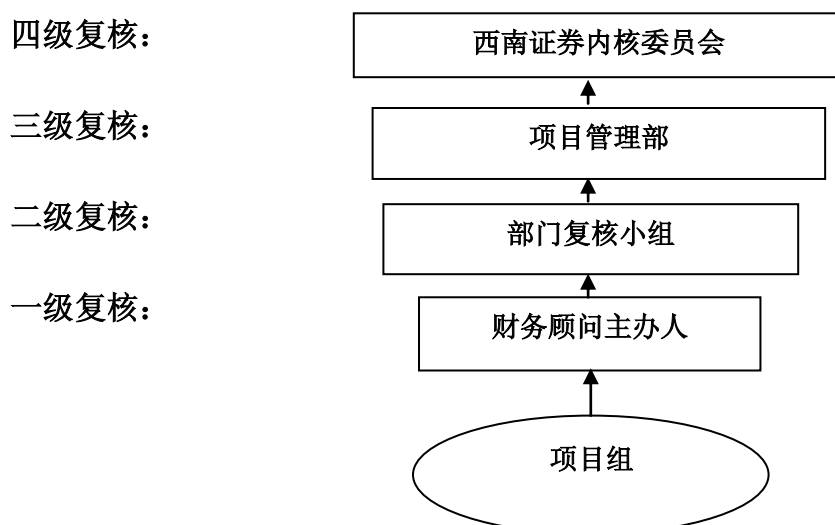 四级复核：
西南证券内核委员会
三级复核：
项目管理部
二级复核：
部门复核小组
一级复核：
财务顾问主办人
项目组